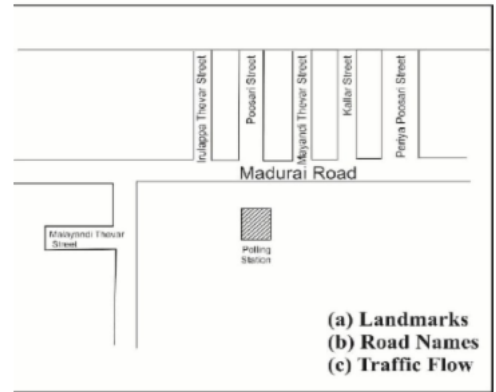 Irulappa Thevar Street
Poosari Street
Mayandi Thevar Street
Kallar Street
Periya Poosari Street
Madurai Road
Malayandi Thevar
Street
Polling
Station
(a) Landmarks
(b) Road Names
(c) Traffic Flow